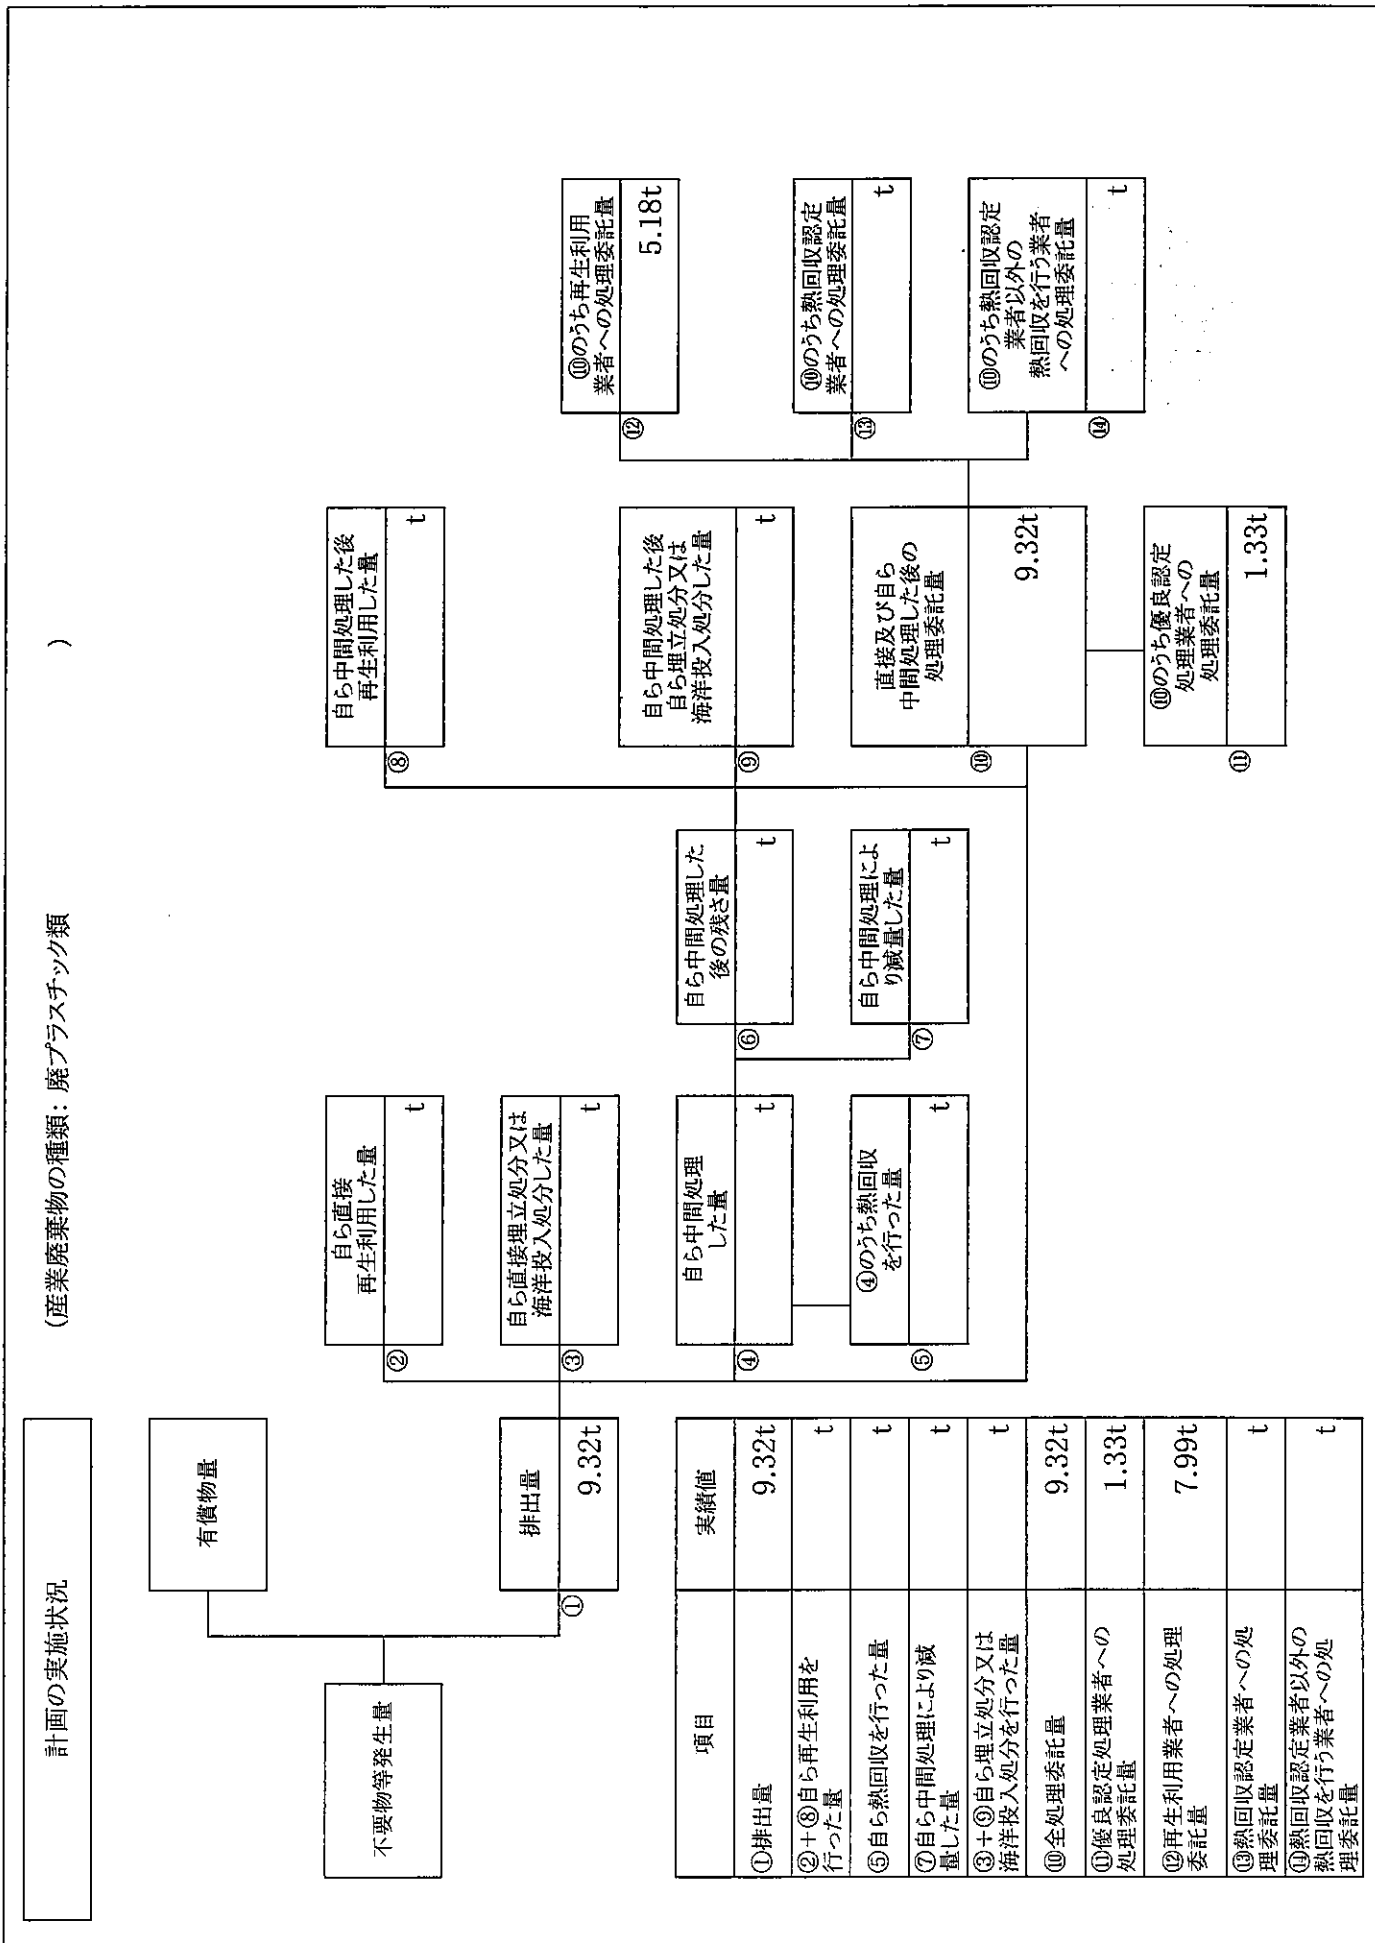 計画の実施状況
(産業廃棄物の種類: 廃プラスチック類
)
不要物等発生量
有償物量
①
排出量
9.32t
②
自ら直接
再生利用した量
t
③
自ら直接埋立処分又は
海洋投入処分した量
t
④
自ら中間処理
した量
t
⑤
④のうち熱回収
を行った量
t
⑥
自ら中間処理した
後の残さ量
t
⑦
自ら中間処理によ
り減量した量
t
⑧
自ら中間処理した後
再生利用した量
t
⑨
自ら中間処理した後
自ら埋立処分又は
海洋投入処分した量
t
⑩
直接及び自ら
中間処理した後の
処理委託量
9.32t
⑪
⑩のうち優良認定
処理業者への
処理委託量
1.33t
⑫
⑩のうち再生利用
業者への処理委託量
5.18t
⑬
⑩のうち熱回収認定
業者への処理委託量
t
⑭
⑩のうち熱回収認定
業者以外の
熱回収を行う業者
への処理委託量
t
項目 実績値
①排出量 9.32t
②+⑧自ら再生利用を
行った量 t
⑤自ら熱回収を行った量 t
⑦自ら中間処理により減
量した量 t
③+⑨自ら埋立処分又は
海洋投入処分を行った量 t
⑩全処理委託量 9.32t
⑪優良認定処理業者への
処理委託量 1.33t
⑫再生利用業者への処理
委託量 7.99t
⑬熱回収認定業者への処
理委託量 t
⑭熱回収認定業者以外の
熱回収を行う業者への処
理委託量 t